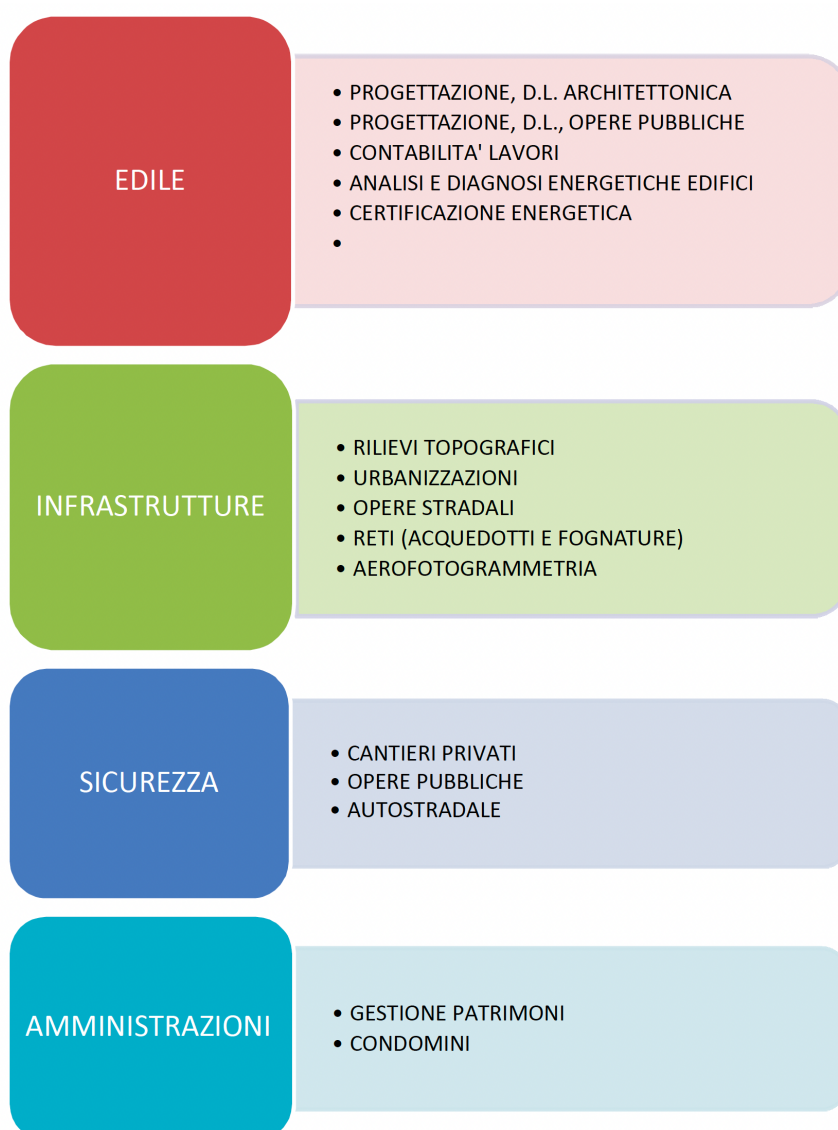 EDILE
• PROGETTAZIONE, D.L. ARCHITETTONICA
• PROGETTAZIONE, D.L., OPERE PUBBLICHE
• CONTABILITA' LAVORI
• ANALISI E DIAGNOSI ENERGETICHE EDIFICI
• CERTIFICAZIONE ENERGETICA
•
INFRASTRUTTURE
• RILIEVI TOPOGRAFICI
• URBANIZZAZIONI
• OPERE STRADALI
• RETI (ACQUEDOTTI E FOGNATURE)
• AEROFOTOGRAMMETRIA
SICUREZZA
• CANTIERI PRIVATI
• OPERE PUBBLICHE
• AUTOSTRADALE
AMMINISTRAZIONI
• GESTIONE PATRIMONI
• CONDOMINI